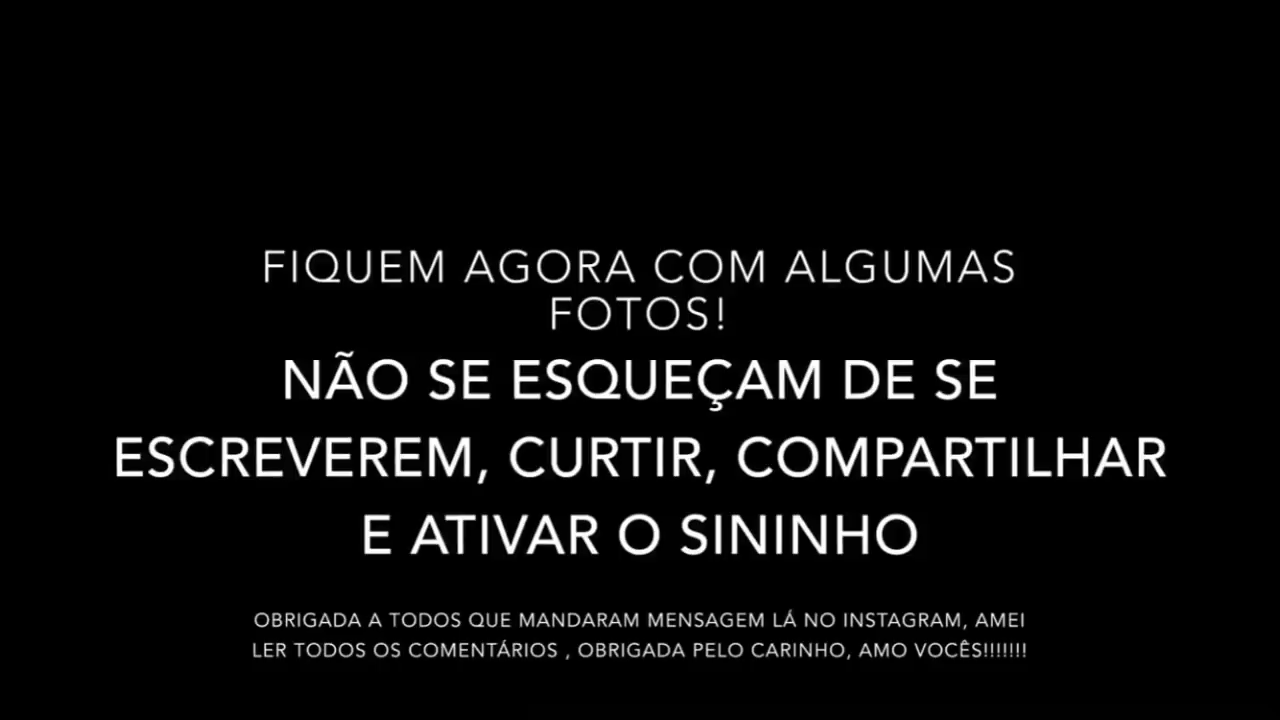 FIQUEM AGORA COM ALGUMAS
FOTOS!
NÃO SE ESQUEÇAM DE SE
ESCREVEREM, CURTIR, COMPARTILHAR
E ATIVAR O SININHO
OBRIGADA A TODOS QUE MANDARAM MENSAGEM LÁ NO INSTAGRAM, AMEI
LER TODOS OS COMENTÁRIOS , OBRIGADA PELO CARINHO, AMO VOCÊS!!!!!!!